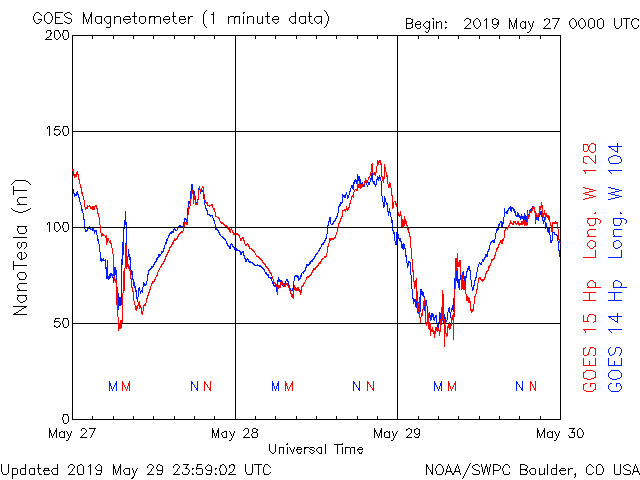 GOES Magnetometer (1 minute data)
Begin: 2019 May 27 0000 UTC
200
150
100
50
0
NanoTesla (nT)
M M N N M M N N M M N N
May 27 May 28 May 29 May 30
Universal Time
GOES 15 Hp Long. W 128
GOES 14 Hp Long. W 104
Updated 2019 May 29 23:59:02 UTC
NOAA/SWPC Boulder, CO USA